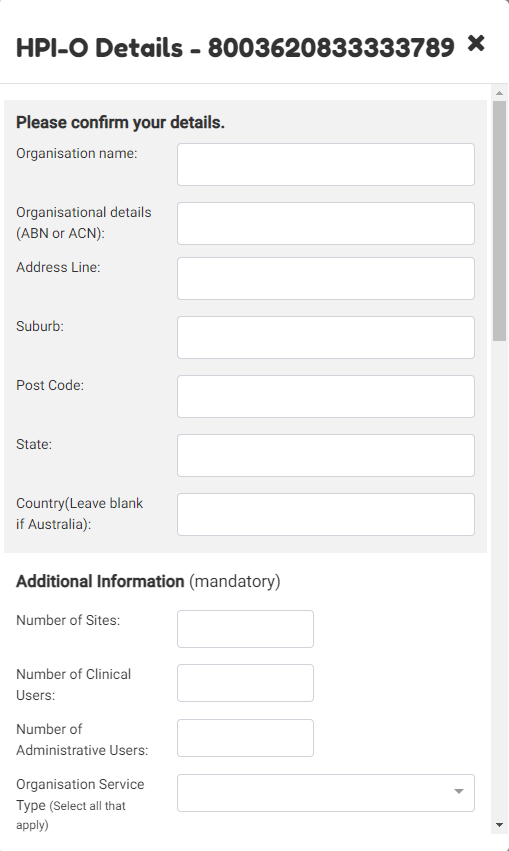 HPI-O Details - 8003620833333789 ✖
Please confirm your details.
Organisation name:
Organisational details
(ABN or ACN):
Address Line:
Suburb:
Post Code:
State:
Country(Leave blank
if Australia):
Additional Information (mandatory)
Number of Sites:
Number of Clinical
Users:
Number of
Administrative Users:
Organisation Service
Type (Select all that
apply)